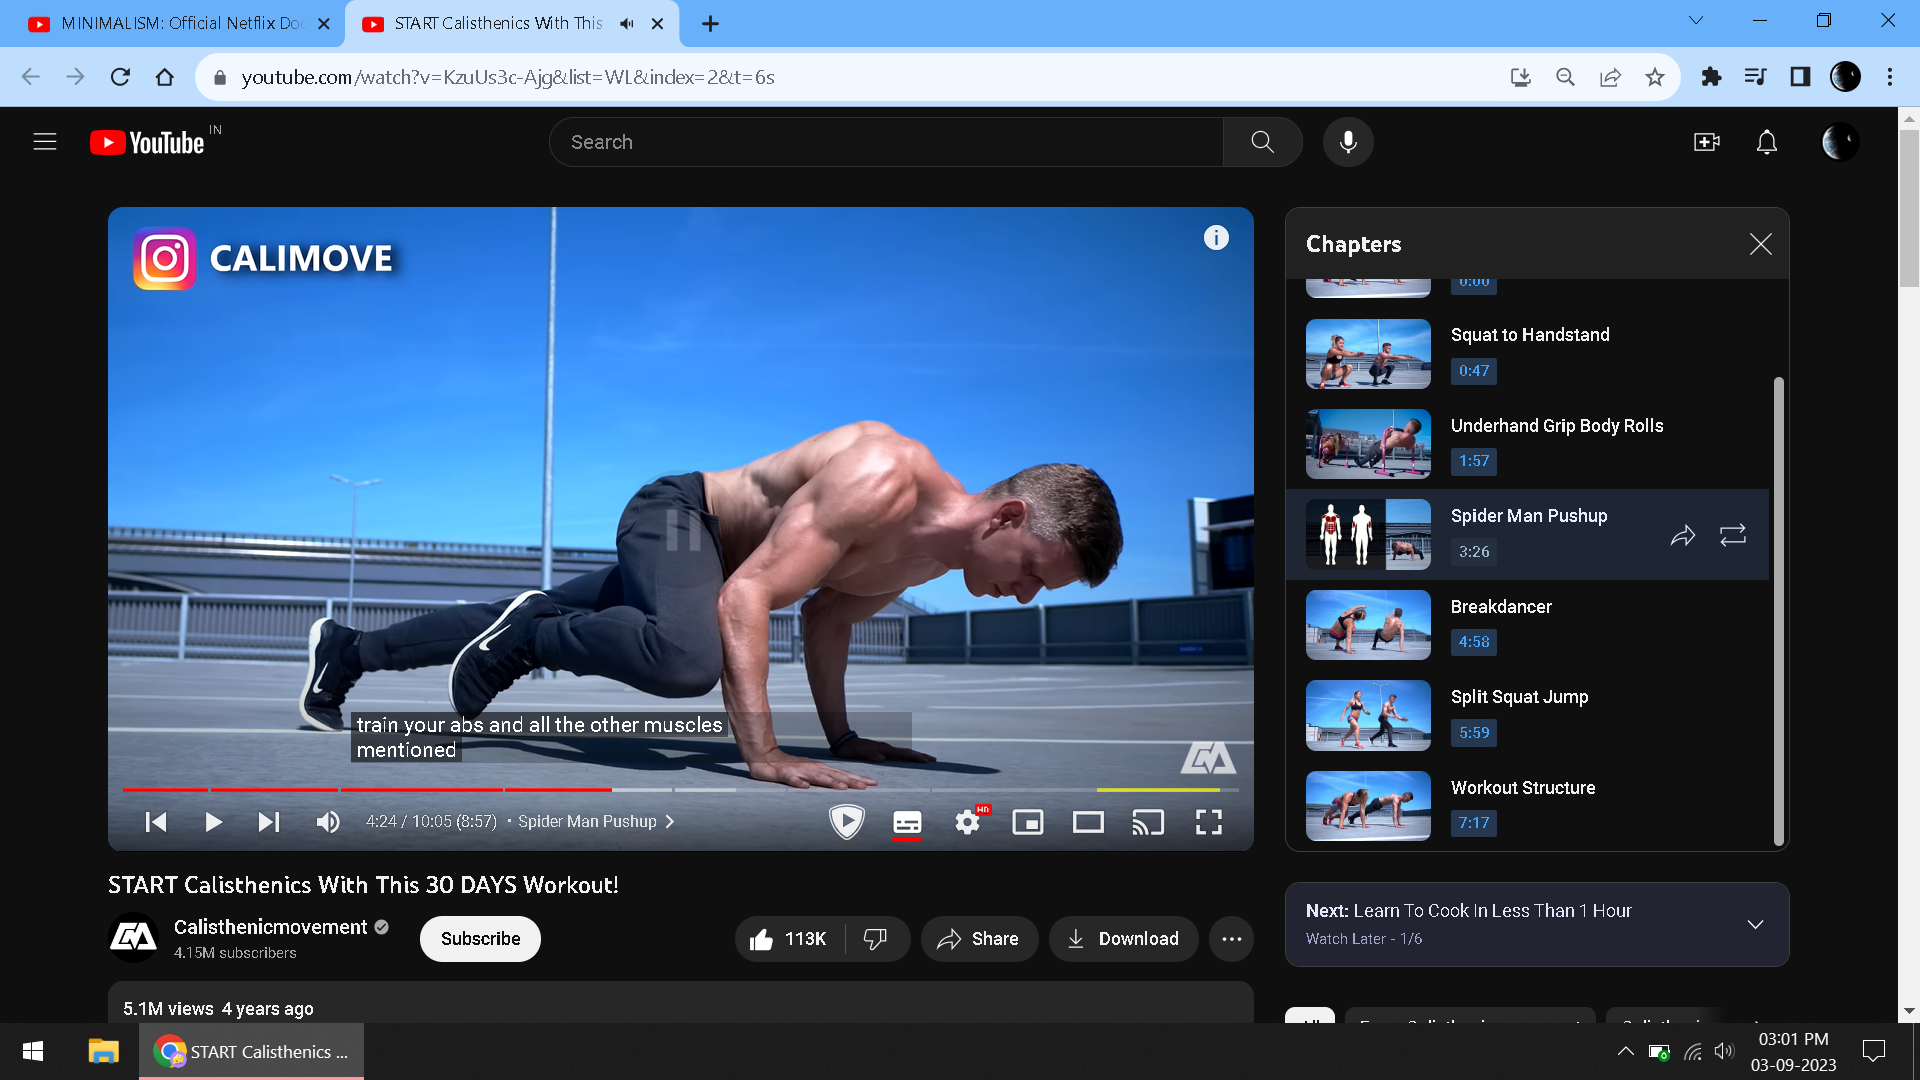 MINIMALISM: Official Netflix Doc
START Calisthenics With This
youtube.com/watch?v=KzuUs3c-Ajg&list=WL&index=2&t=6s
YouTube IN
Search
CALIMOVE
train your abs and all the other muscles
mentioned
4:24 / 10:05 (8:57) • Spider Man Pushup
HD
START Calisthenics With This 30 DAYS Workout!
Calisthenicmovement
4.15M subscribers
Subscribe
113K
Share
Download
5.1M views 4 years ago
Chapters
0:00
Squat to Handstand
0:47
Underhand Grip Body Rolls
1:57
Spider Man Pushup
3:26
Breakdancer
4:58
Split Squat Jump
5:59
Workout Structure
7:17
Next: Learn To Cook In Less Than 1 Hour
Watch Later - 1/6
START Calisthenics ...
03:01 PM
03-09-2023